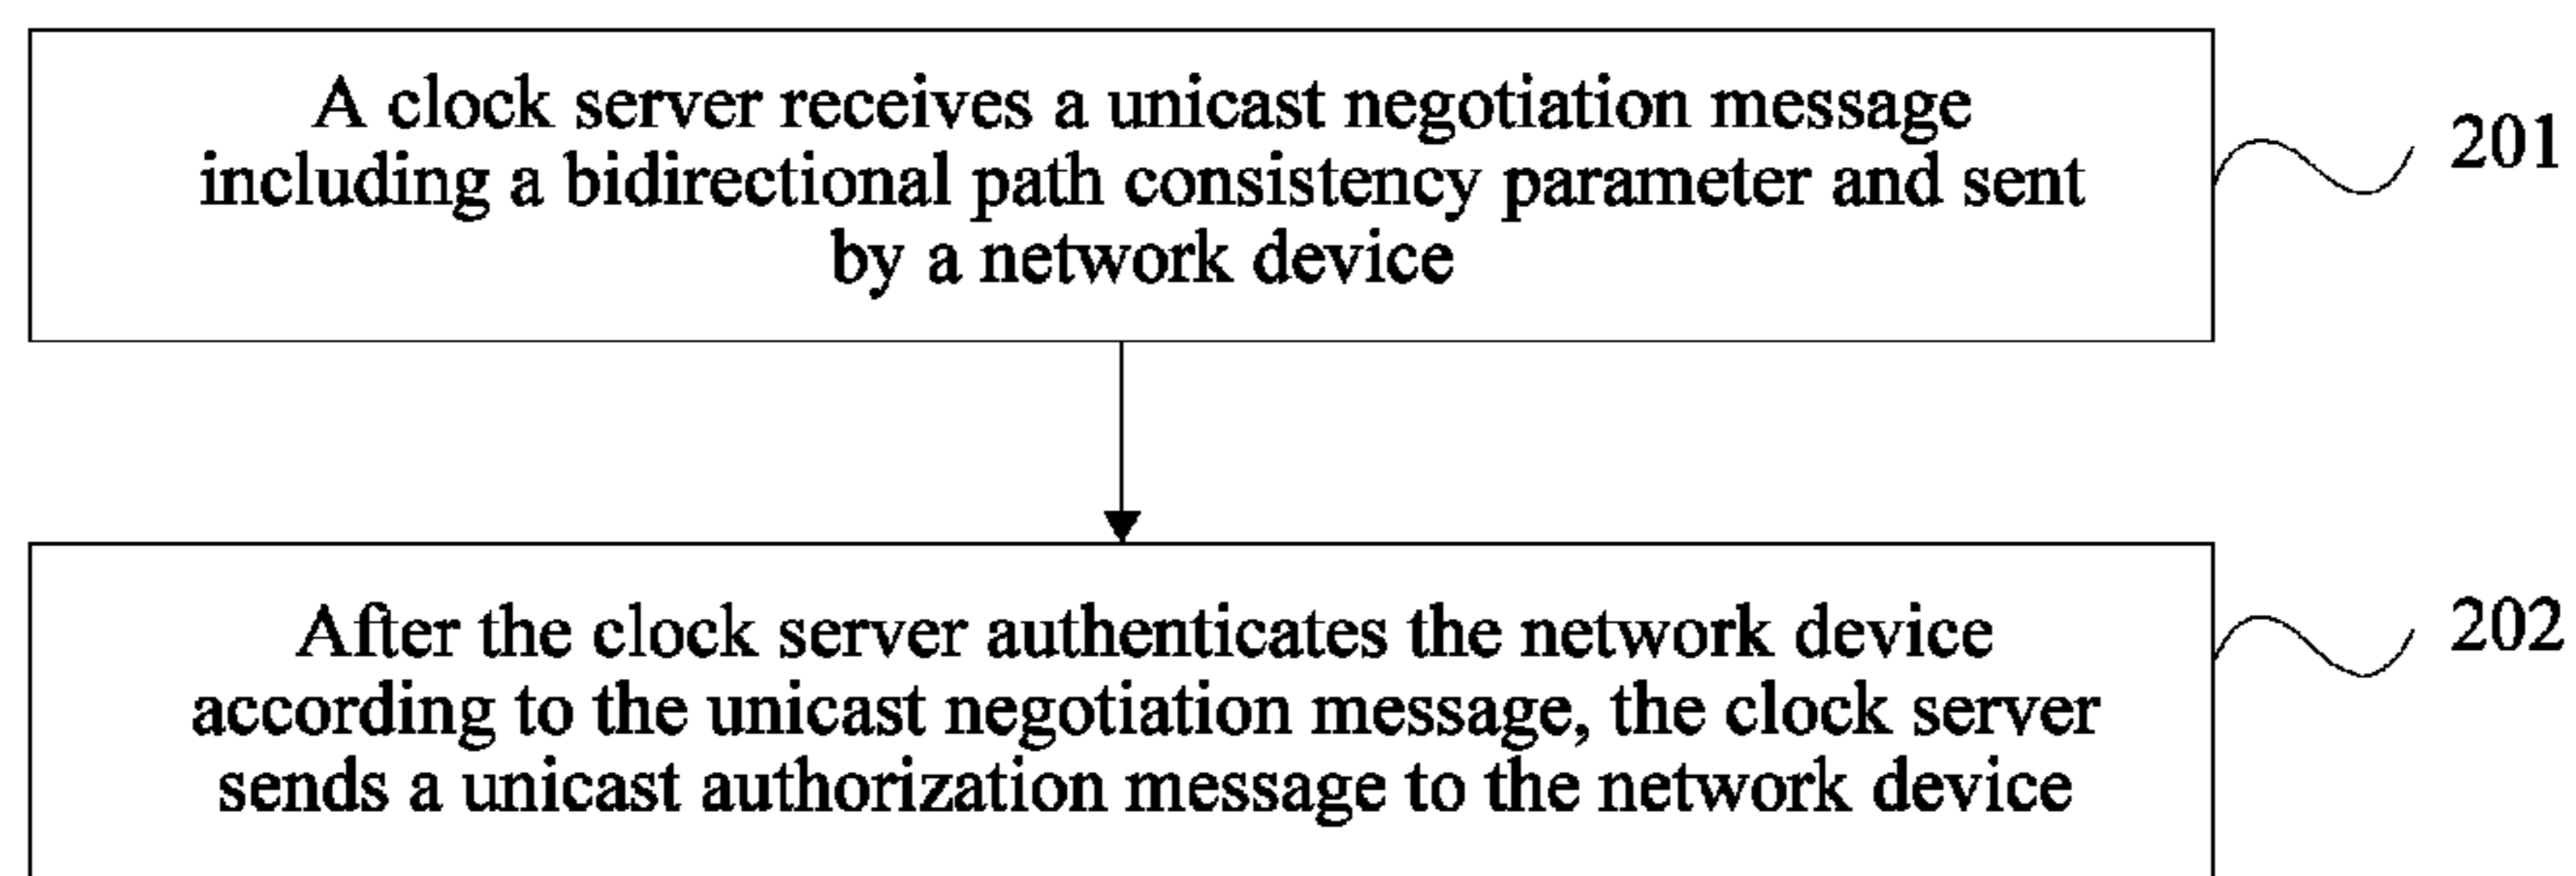 A clock server receives a unicast negotiation message
including a bidirectional path consistency parameter and sent
by a network device
201
After the clock server authenticates the network device
according to the unicast negotiation message, the clock server
sends a unicast authorization message to the network device
202